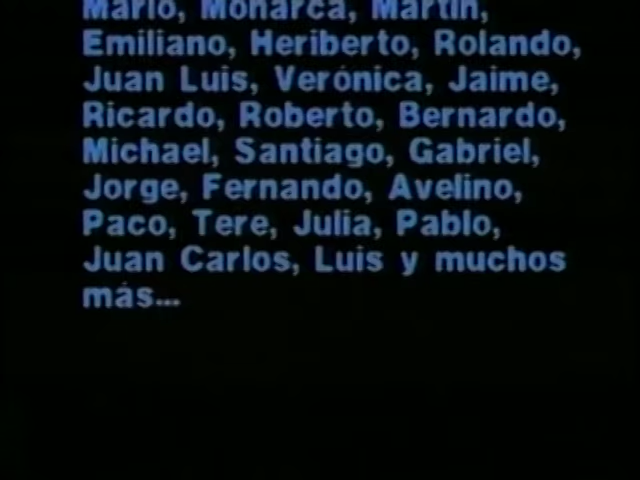 Mario, Monarca, Martín,
Emiliano, Heriberto, Rolando,
Juan Luis, Verónica, Jaime,
Ricardo, Roberto, Bernardo,
Michael, Santiago, Gabriel,
Jorge, Fernando, Avelino,
Paco, Tere, Julia, Pablo,
Juan Carlos, Luis y muchos
más...